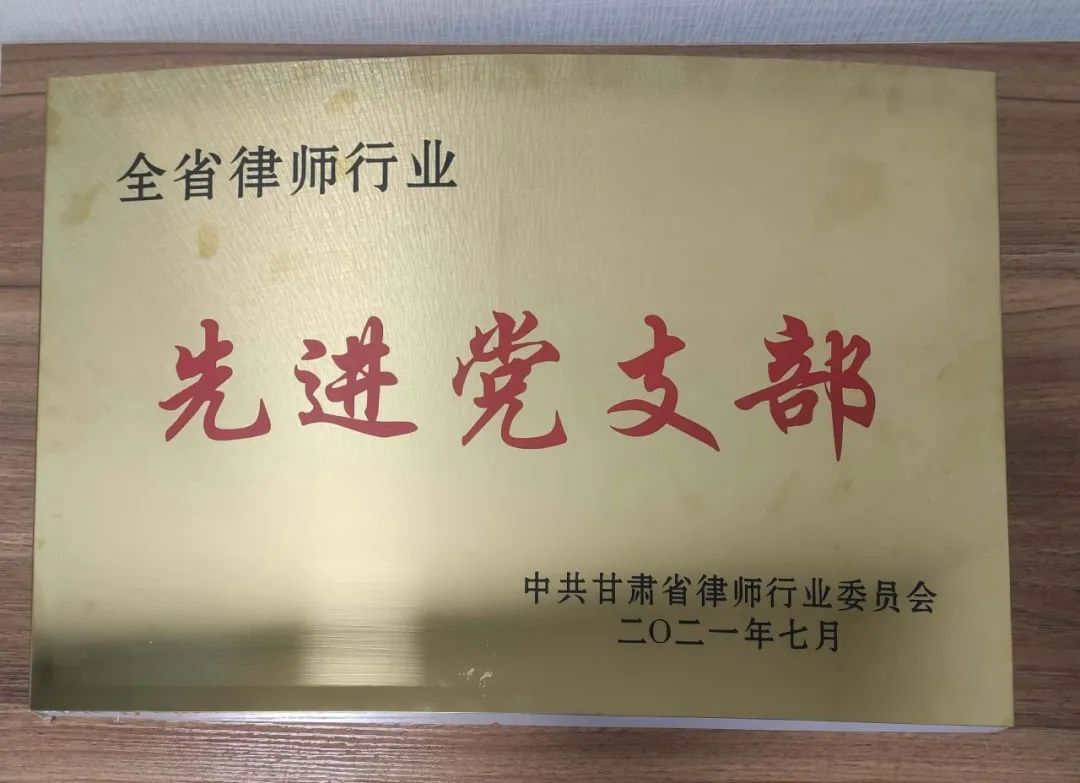 全省律师行业
先进党支部
中共甘肃省律师行业委员会
二〇二一年七月